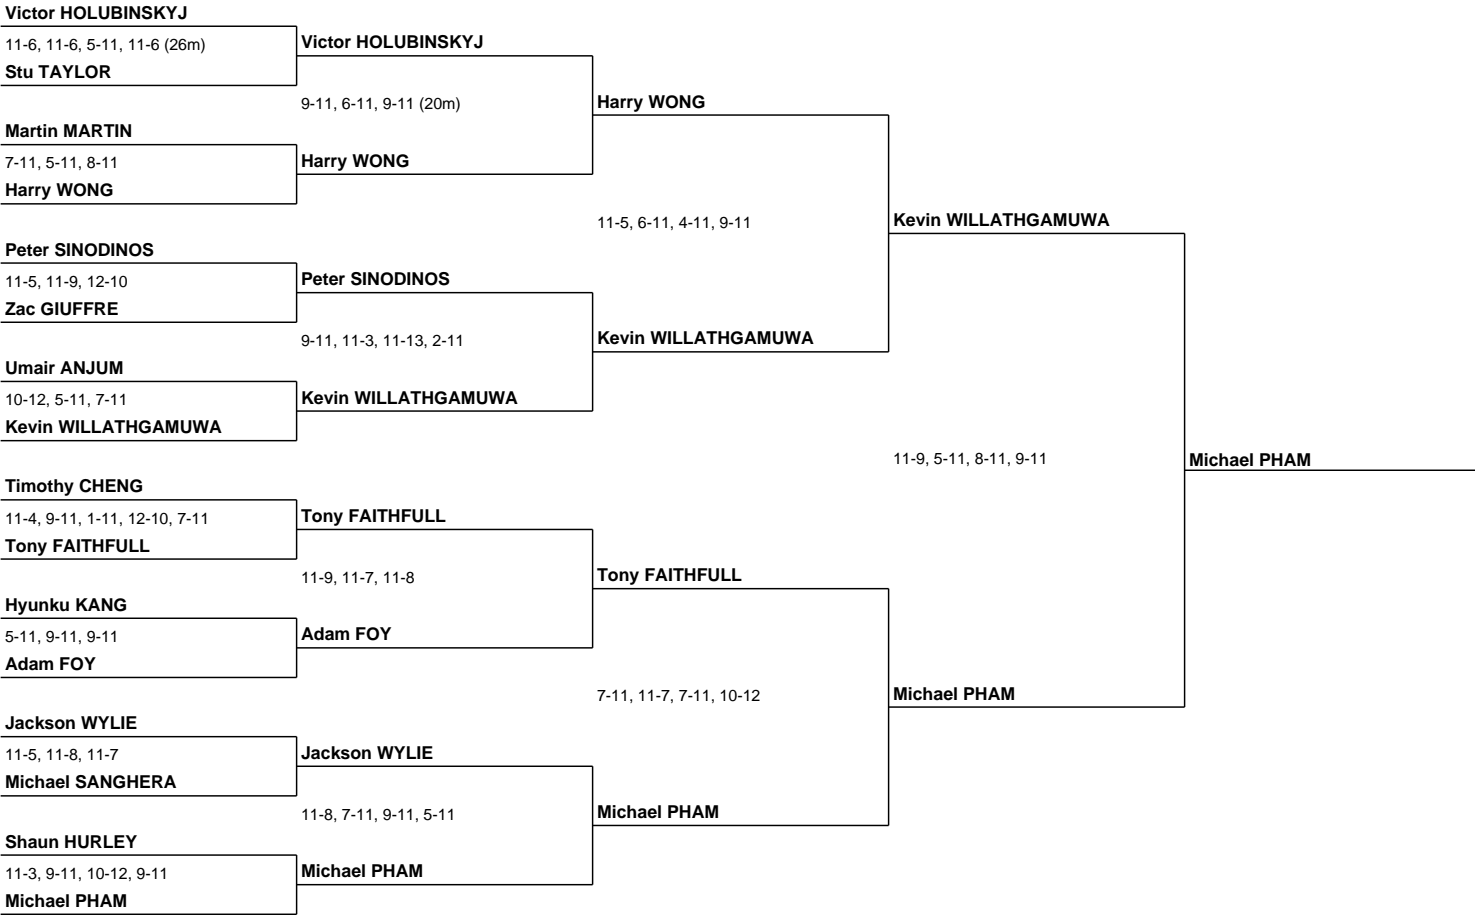 Victor HOLUBINSKYJ
11-6, 11-6, 5-11, 11-6 (26m)
Stu TAYLOR
Martin MARTIN
7-11, 5-11, 8-11
Harry WONG
Peter SINODINOS
11-5, 11-9, 12-10
Zac GIUFFRE
Umair ANJUM
10-12, 5-11, 7-11
Kevin WILLATHGAMUWA
Timothy CHENG
11-4, 9-11, 1-11, 12-10, 7-11
Tony FAITHFULL
Hyunku KANG
5-11, 9-11, 9-11
Adam FOY
Jackson WYLIE
11-5, 11-8, 11-7
Michael SANGHERA
Shaun HURLEY
11-3, 9-11, 10-12, 9-11
Michael PHAM
Victor HOLUBINSKYJ
9-11, 6-11, 9-11 (20m)
Harry WONG
Peter SINODINOS
9-11, 11-3, 11-13, 2-11
Kevin WILLATHGAMUWA
Tony FAITHFULL
11-9, 11-7, 11-8
Adam FOY
Jackson WYLIE
11-8, 7-11, 9-11, 5-11
Michael PHAM
Harry WONG
11-5, 6-11, 4-11, 9-11
Kevin WILLATHGAMUWA
Tony FAITHFULL
7-11, 11-7, 7-11, 10-12
Michael PHAM
Kevin WILLATHGAMUWA
11-9, 5-11, 8-11, 9-11
Michael PHAM
Michael PHAM